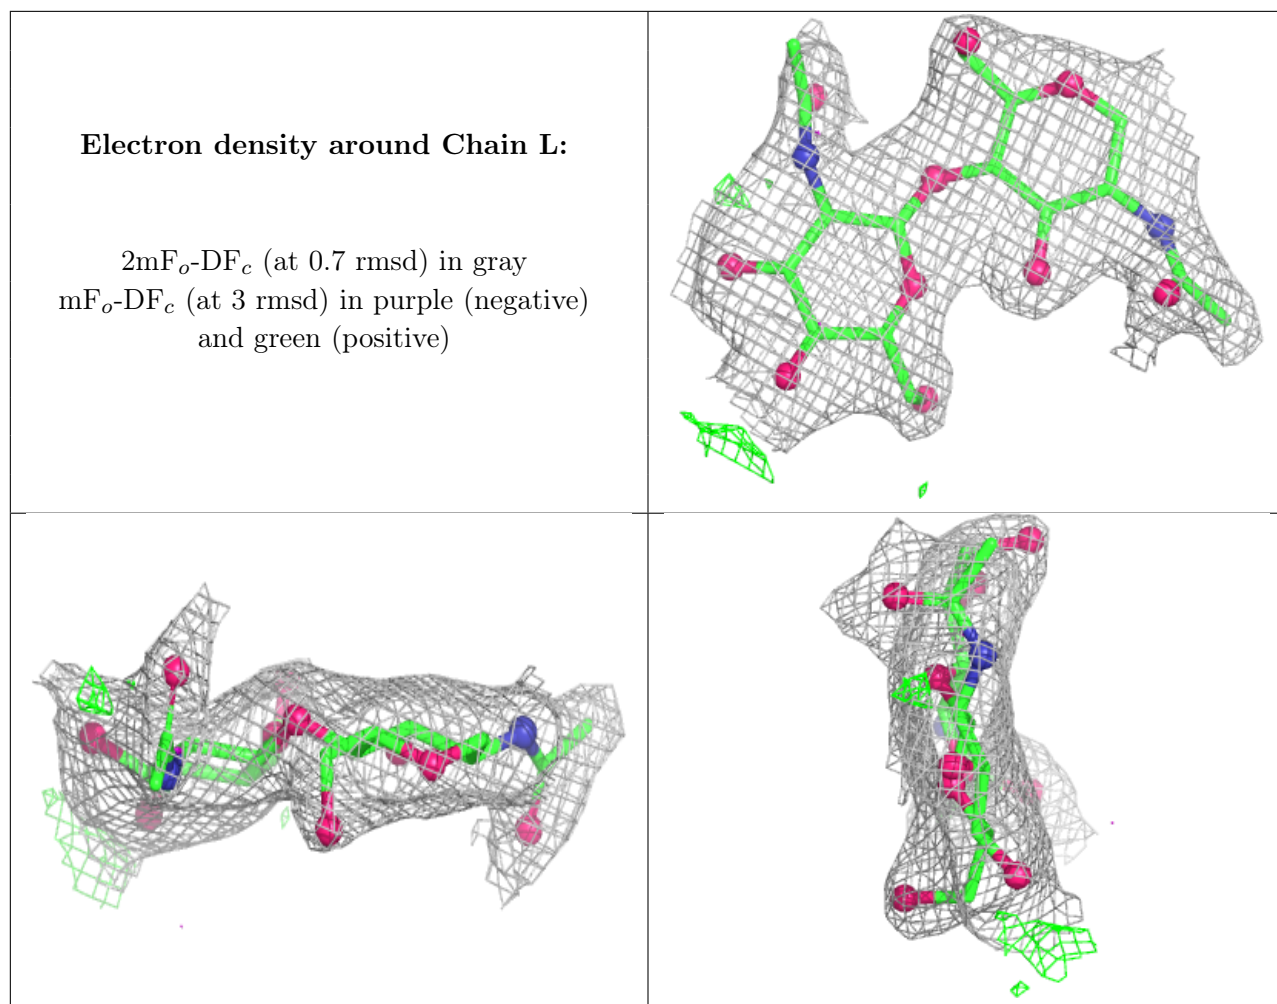 Electron density around Chain L:
2mFₒ-DF𝒸 (at 0.7 rmsd) in gray
mFₒ-DF𝒸 (at 3 rmsd) in purple (negative)
and green (positive)